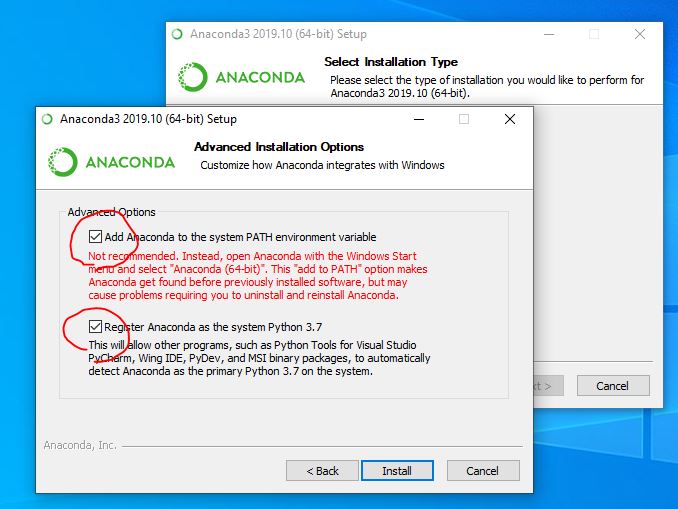 Anaconda3 2019.10 (64-bit) Setup
ANACONDA
Select Installation Type
Please select the type of installation you would like to perform for
Anaconda3 2019.10 (64-bit).
Cancel
Anaconda3 2019.10 (64-bit) Setup
ANACONDA
Advanced Installation Options
Customize how Anaconda integrates with Windows
Advanced Options
Add Anaconda to the system PATH environment variable
Not recommended. Instead, open Anaconda with the Windows Start
menu and select "Anaconda (64-bit)". This "add to PATH" option makes
Anaconda get found before previously installed software, but may
cause problems requiring you to uninstall and reinstall Anaconda.
Register Anaconda as the system Python 3.7
This will allow other programs, such as Python Tools for Visual Studio
PyCharm, Wing IDE, PyDev, and MSI binary packages, to automatically
detect Anaconda as the primary Python 3.7 on the system.
Anaconda, Inc.
< Back
Install
Cancel